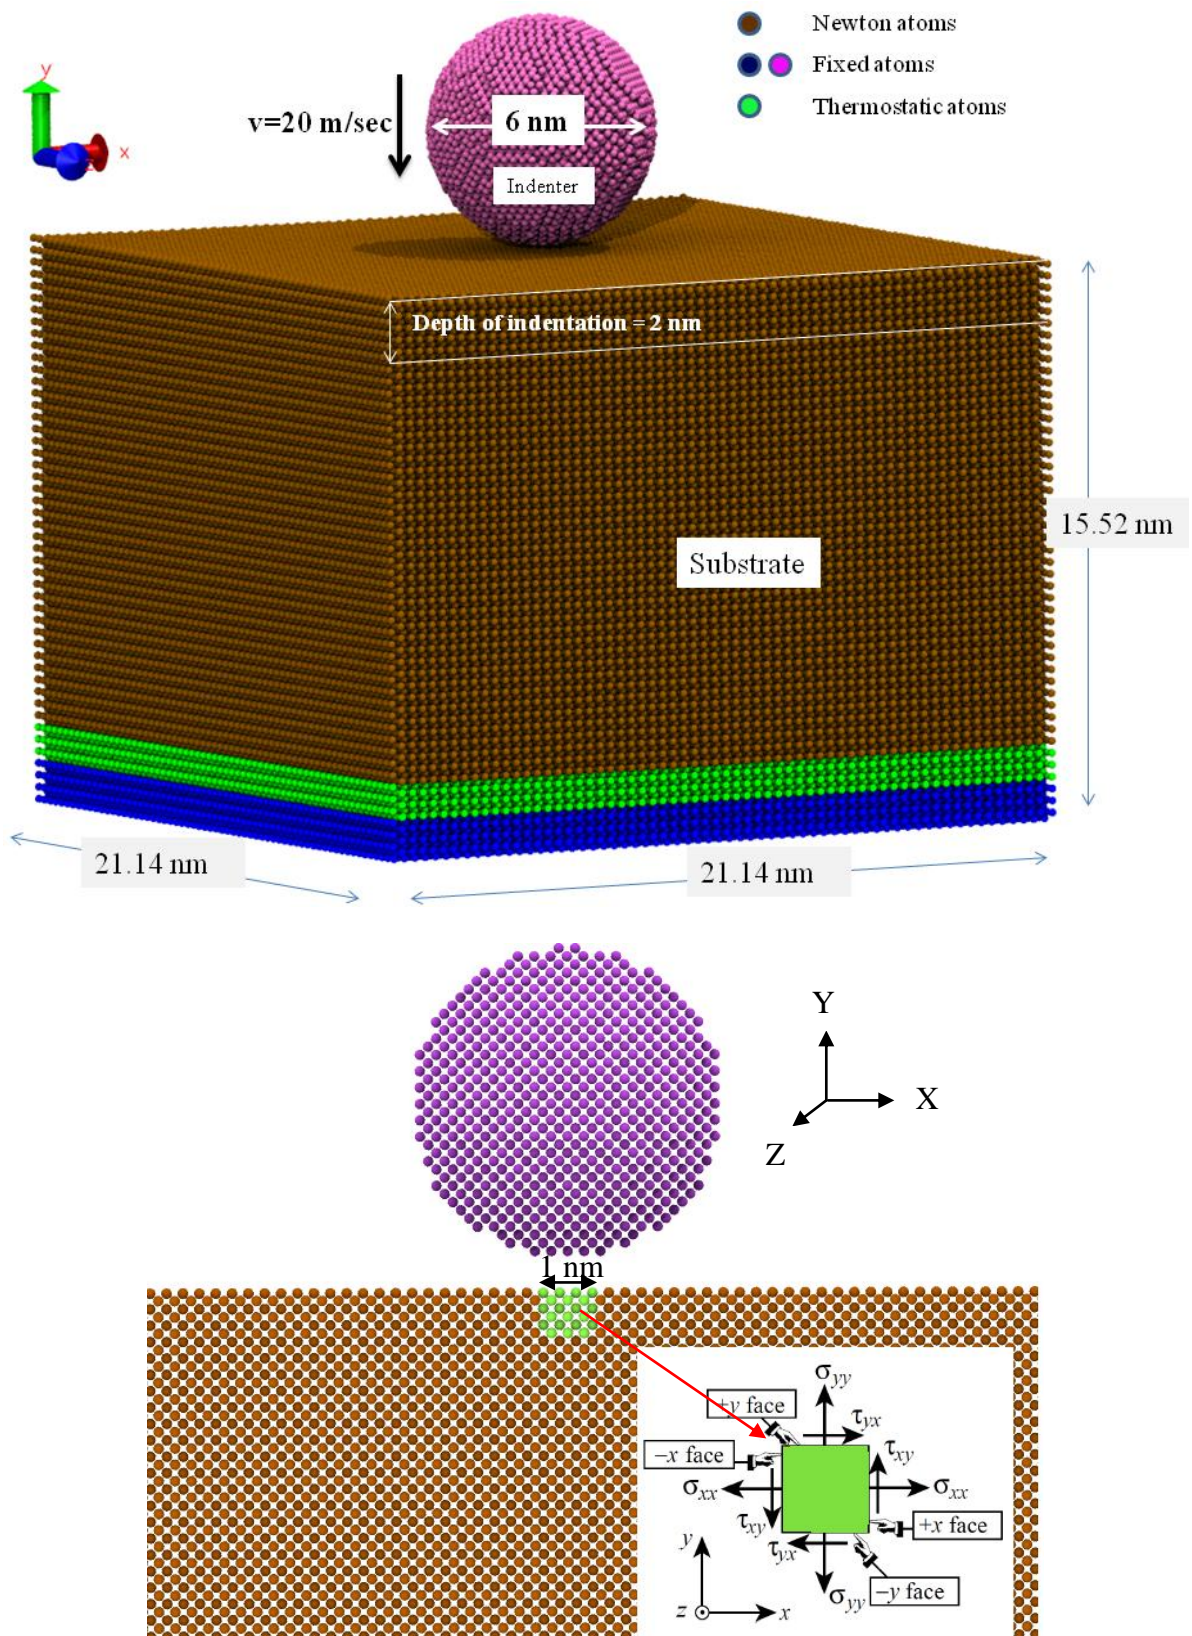 Newton atoms
Fixed atoms
Thermostatic atoms
y
x
v=20 m/sec
6 nm
Indenter
Depth of indentation = 2 nm
15.52 nm
Substrate
21.14 nm
21.14 nm
Y
X
Z
1 nm
σyy
+y face
τyx
−x face
τxy
σxx
σxx
τxy
+x face
τyx
y
−y face
σyy
z
x